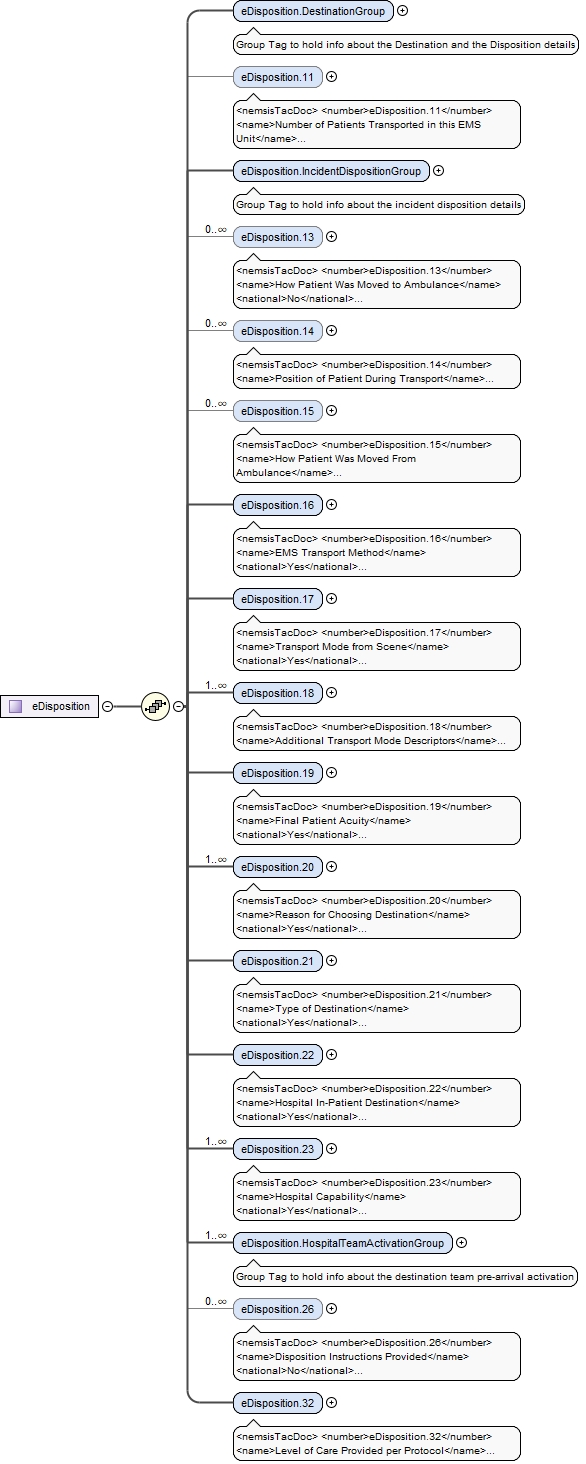 eDisposition.DestinationGroup
Group Tag to hold info about the Destination and the Disposition details
eDisposition.11
<nemsisTacDoc> <number>eDisposition.11</number>
<name>Number of Patients Transported in this EMS
Unit</name>...
eDisposition.IncidentDispositionGroup
Group Tag to hold info about the incident disposition details
0..∞
eDisposition.13
<nemsisTacDoc> <number>eDisposition.13</number>
<name>How Patient Was Moved to Ambulance</name>
<national>No</national>...
0..∞
eDisposition.14
<nemsisTacDoc> <number>eDisposition.14</number>
<name>Position of Patient During Transport</name>...
0..∞
eDisposition.15
<nemsisTacDoc> <number>eDisposition.15</number>
<name>How Patient Was Moved From
Ambulance</name>...
eDisposition.16
<nemsisTacDoc> <number>eDisposition.16</number>
<name>EMS Transport Method</name>
<national>Yes</national>...
eDisposition.17
<nemsisTacDoc> <number>eDisposition.17</number>
<name>Transport Mode from Scene</name>
<national>Yes</national>...
1..∞
eDisposition.18
eDisposition
<nemsisTacDoc> <number>eDisposition.18</number>
<name>Additional Transport Mode Descriptors</name>...
eDisposition.19
<nemsisTacDoc> <number>eDisposition.19</number>
<name>Final Patient Acuity</name>
<national>Yes</national>...
1..∞
eDisposition.20
<nemsisTacDoc> <number>eDisposition.20</number>
<name>Reason for Choosing Destination</name>
<national>Yes</national>...
eDisposition.21
<nemsisTacDoc> <number>eDisposition.21</number>
<name>Type of Destination</name>
<national>Yes</national>...
eDisposition.22
<nemsisTacDoc> <number>eDisposition.22</number>
<name>Hospital In-Patient Destination</name>
<national>Yes</national>...
1..∞
eDisposition.23
<nemsisTacDoc> <number>eDisposition.23</number>
<name>Hospital Capability</name>
<national>Yes</national>...
1..∞
eDisposition.HospitalTeamActivationGroup
Group Tag to hold info about the destination team pre-arrival activation
0..∞
eDisposition.26
<nemsisTacDoc> <number>eDisposition.26</number>
<name>Disposition Instructions Provided</name>
<national>No</national>...
eDisposition.32
<nemsisTacDoc> <number>eDisposition.32</number>
<name>Level of Care Provided per Protocol</name>...